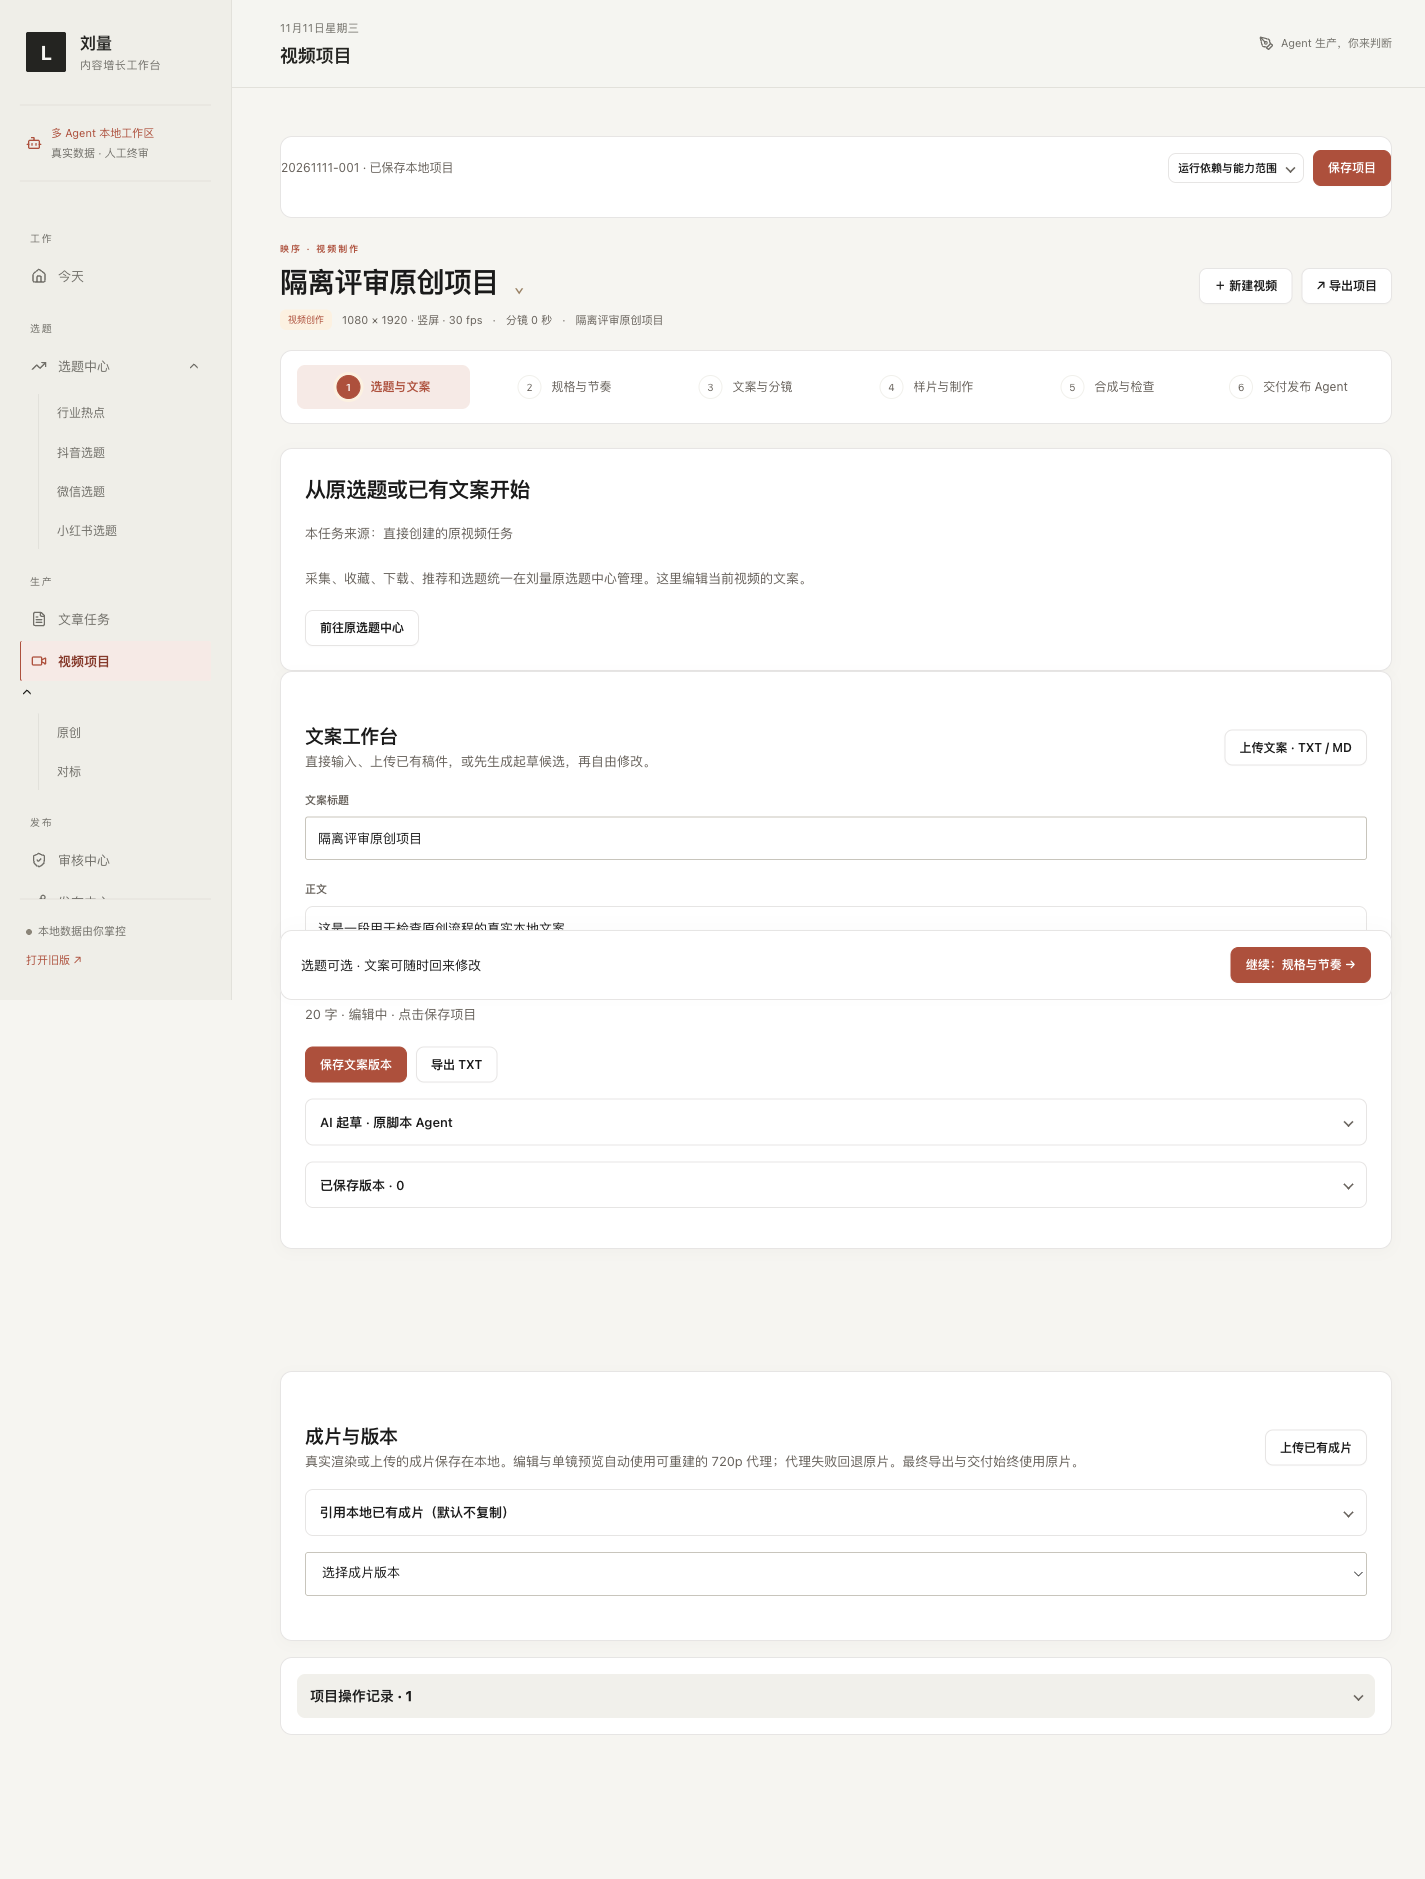 L
刘量
内容增长工作台
多 Agent 本地工作区
真实数据 · 人工终审
工作
今天
选题
选题中心
行业热点
抖音选题
微信选题
小红书选题
生产
文章任务
视频项目
原创
对标
发布
审核中心
本地数据由你掌控
打开旧版 ↗
11月11日星期三
视频项目
Agent 生产，你来判断
20261111-001 · 已保存本地项目
运行依赖与能力范围
保存项目
映序 · 视频制作
隔离评审原创项目
+ 新建视频
↗ 导出项目
视频创作 1080 × 1920 · 竖屏 · 30 fps · 分镜 0 秒 · 隔离评审原创项目
1 选题与文案
2 规格与节奏
3 文案与分镜
4 样片与制作
5 合成与检查
6 交付发布 Agent
从原选题或已有文案开始
本任务来源：直接创建的原视频任务
采集、收藏、下载、推荐和选题统一在刘量原选题中心管理。这里编辑当前视频的文案。
前往原选题中心
文案工作台
直接输入、上传已有稿件，或先生成起草候选，再自由修改。
上传文案 · TXT / MD
文案标题
隔离评审原创项目
正文
这是一段用于检查原创流程的真实本地文案
选题可选 · 文案可随时回来修改
继续：规格与节奏 →
20 字 · 编辑中 · 点击保存项目
保存文案版本
导出 TXT
AI 起草 · 原脚本 Agent
已保存版本 · 0
成片与版本
真实渲染或上传的成片保存在本地。编辑与单镜预览自动使用可重建的 720p 代理；代理失败回退原片。最终导出与交付始终使用原片。
上传已有成片
引用本地已有成片（默认不复制）
选择成片版本
项目操作记录 · 1